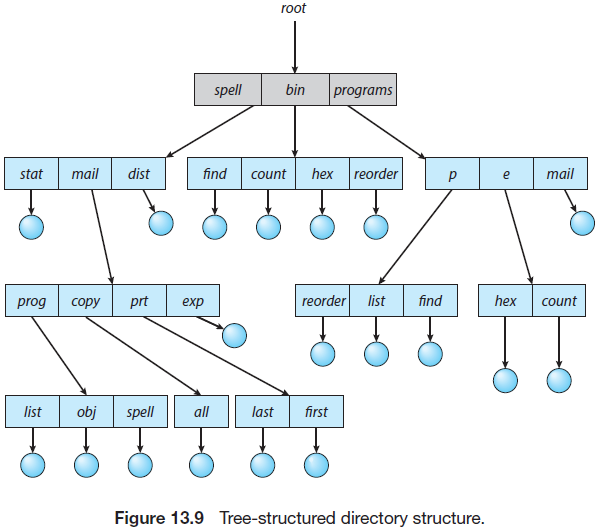 root
spell bin programs
stat mail dist find count hex reorder p e mail
prog copy prt exp reorder list find hex count
list obj spell all last first
Figure 13.9 Tree-structured directory structure.